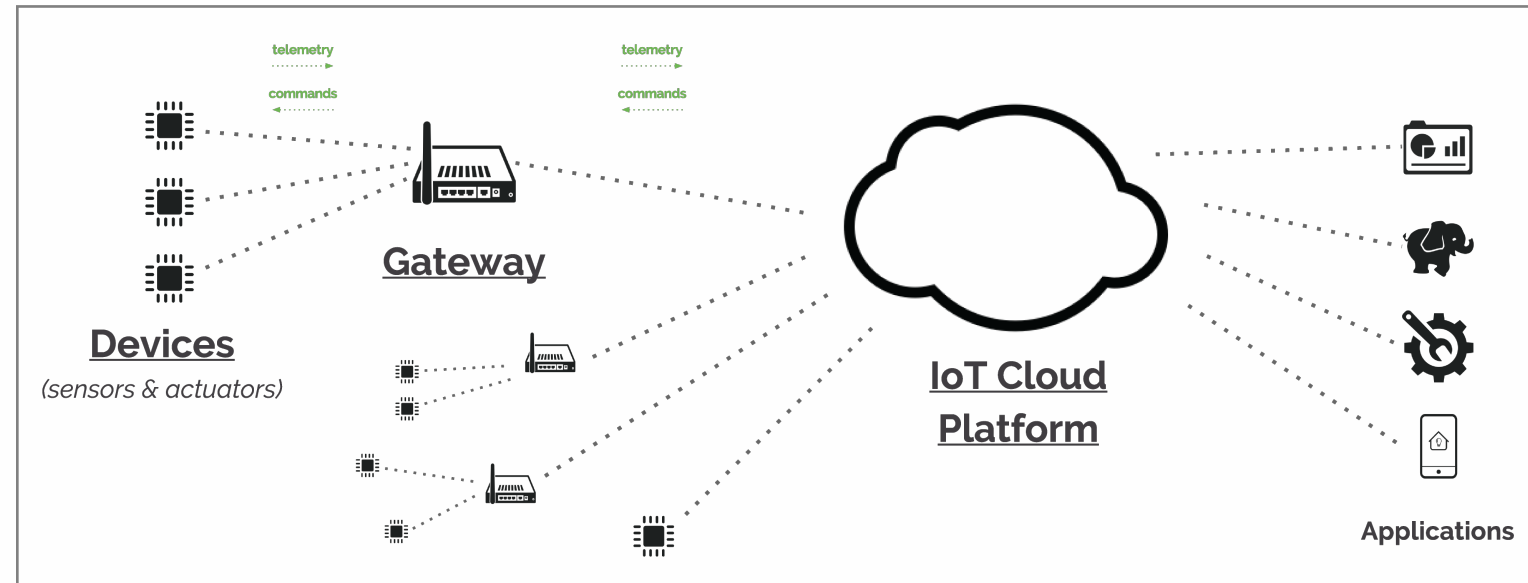 telemetry
commands
telemetry
commands
Gateway
Devices
(sensors & actuators)
IoT Cloud
Platform
Applications